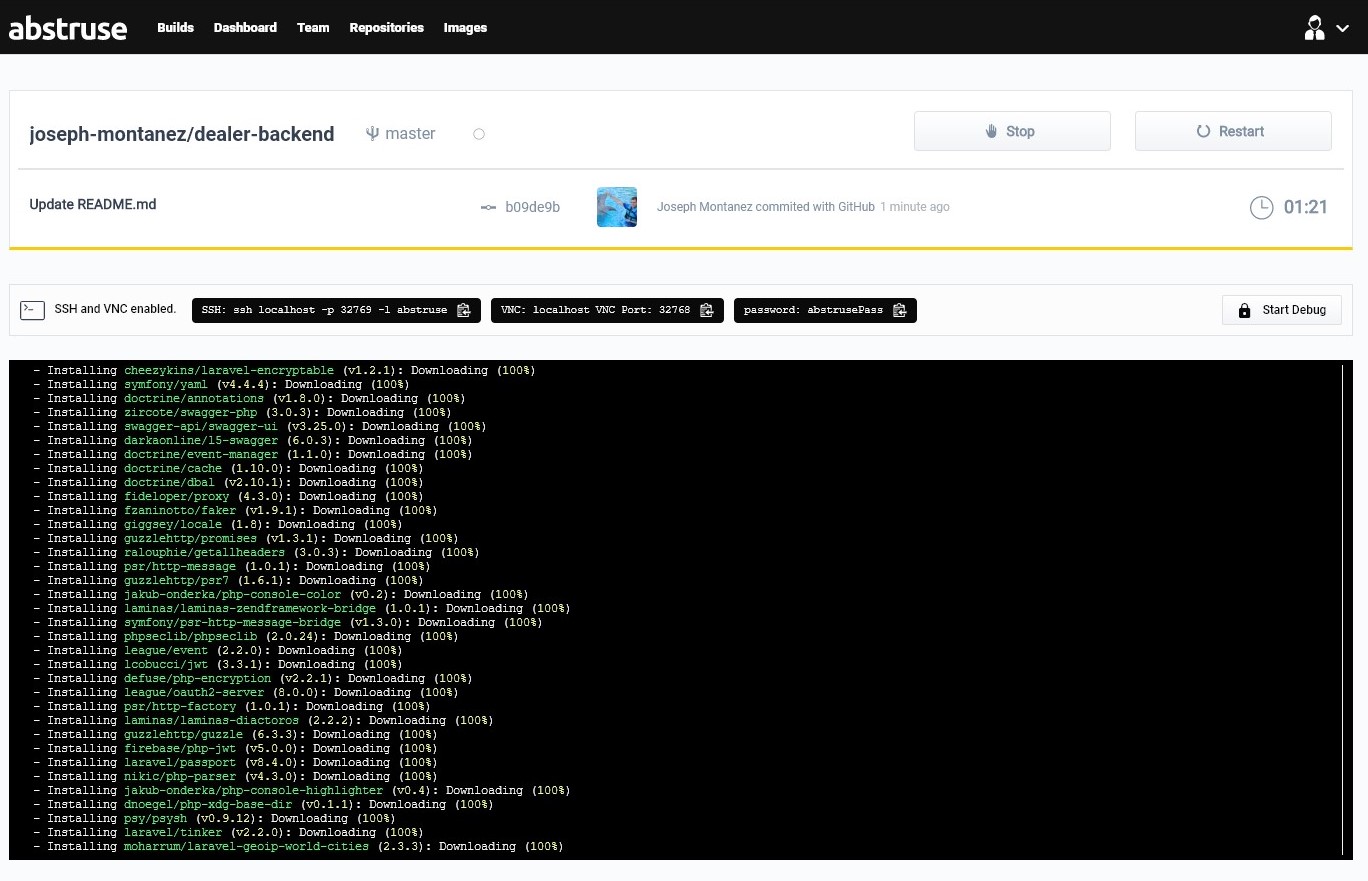 abstruse Builds Dashboard Team Repositories Images
joseph-montanez/dealer-backend master Stop Restart
Update README.md b09de9b Joseph Montanez commited with GitHub 1 minute ago 01:21
SSH and VNC enabled. SSH: ssh localhost -p 32769 -l abstruse VNC: localhost VNC Port: 32768 password: abstrusePass Start Debug
- Installing cheezykins/laravel-encryptable (v1.2.1): Downloading (100%)
- Installing symfony/yaml (v4.4.4): Downloading (100%)
- Installing doctrine/annotations (v1.8.0): Downloading (100%)
- Installing zircote/swagger-php (3.0.3): Downloading (100%)
- Installing swagger-api/swagger-ui (v3.25.0): Downloading (100%)
- Installing darkaonline/l5-swagger (6.0.3): Downloading (100%)
- Installing doctrine/event-manager (1.1.0): Downloading (100%)
- Installing doctrine/cache (1.10.0): Downloading (100%)
- Installing doctrine/dbal (v2.10.1): Downloading (100%)
- Installing fideloper/proxy (4.3.0): Downloading (100%)
- Installing fzaninotto/faker (v1.9.1): Downloading (100%)
- Installing giggsey/locale (1.8): Downloading (100%)
- Installing guzzlehttp/promises (v1.3.1): Downloading (100%)
- Installing ralouphie/getallheaders (3.0.3): Downloading (100%)
- Installing psr/http-message (1.0.1): Downloading (100%)
- Installing guzzlehttp/psr7 (1.6.1): Downloading (100%)
- Installing jakub-onderka/php-console-color (v0.2): Downloading (100%)
- Installing laminas/laminas-zendframework-bridge (1.0.1): Downloading (100%)
- Installing symfony/psr-http-message-bridge (v1.3.0): Downloading (100%)
- Installing phpseclib/phpseclib (2.0.24): Downloading (100%)
- Installing league/event (2.2.0): Downloading (100%)
- Installing lcobucci/jwt (3.3.1): Downloading (100%)
- Installing defuse/php-encryption (v2.2.1): Downloading (100%)
- Installing league/oauth2-server (8.0.0): Downloading (100%)
- Installing psr/http-factory (1.0.1): Downloading (100%)
- Installing laminas/laminas-diactoros (2.2.2): Downloading (100%)
- Installing guzzlehttp/guzzle (6.3.3): Downloading (100%)
- Installing firebase/php-jwt (v5.0.0): Downloading (100%)
- Installing laravel/passport (v8.4.0): Downloading (100%)
- Installing nikic/php-parser (v4.3.0): Downloading (100%)
- Installing jakub-onderka/php-console-highlighter (v0.4): Downloading (100%)
- Installing dnoegel/php-xdg-base-dir (v0.1.1): Downloading (100%)
- Installing psy/psysh (v0.9.12): Downloading (100%)
- Installing laravel/tinker (v2.2.0): Downloading (100%)
- Installing moharrum/laravel-geoip-world-cities (2.3.3): Downloading (100%)